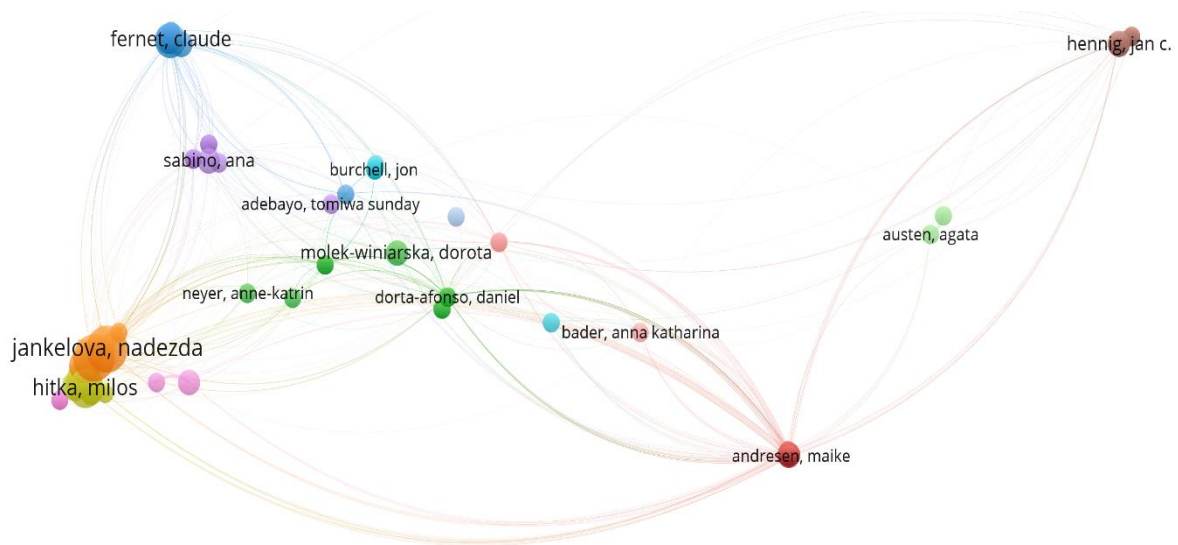 fernet, claude
hennig, jan c.
sabino, ana
burchell, jon
adebayo, tomiwa sunday
austen, agata
molek-winiarska, dorota
neyer, anne-katrin
dorta-afonso, daniel
bader, anna katharina
jankelova, nadezda
hitka, milos
andresen, maike